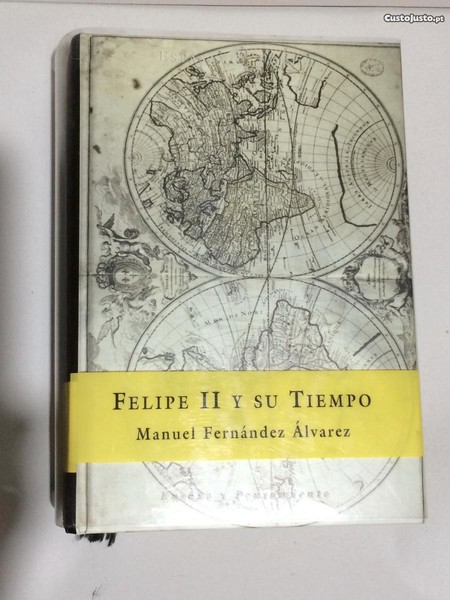 CustoJusto.pt
FELIPE II Y SU TIEMPO
Manuel Fernández Álvarez
Ensayo y Pensamiento